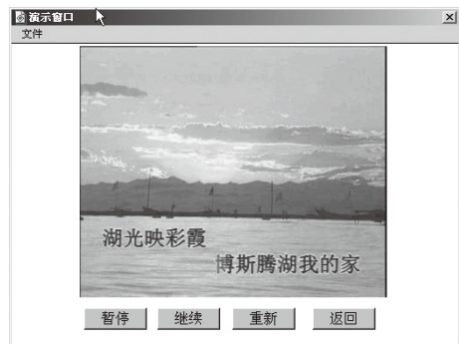 演示窗口
文件
湖光映彩霞
博斯腾湖我的家
暂停 继续 重新 返回